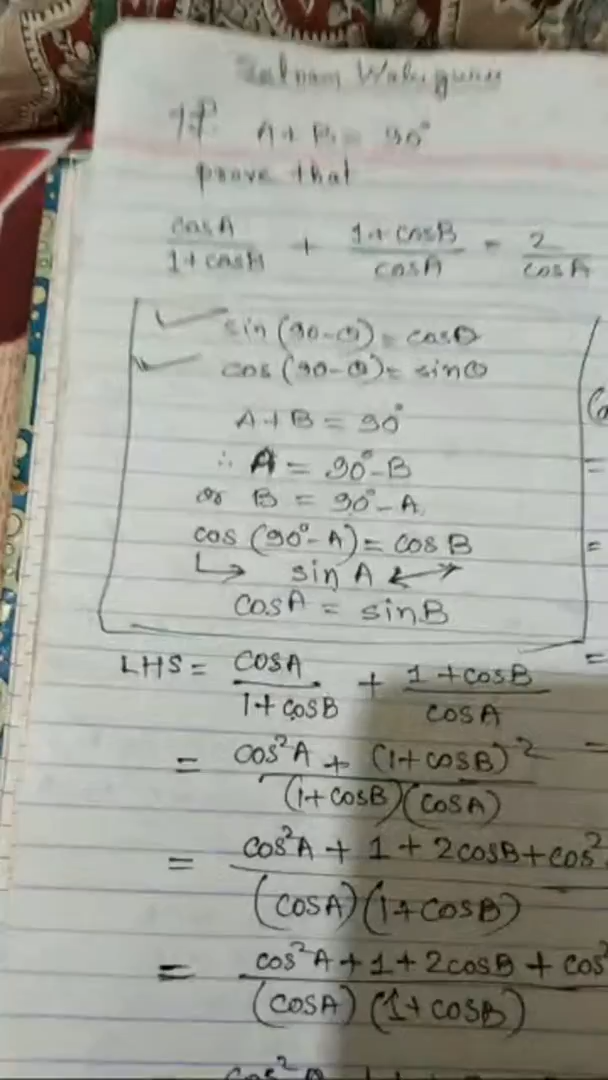 If A + B = 90°
prove that
cosA/(1+cosB) + (1+cosB)/cosA = 2/cosA
sin(90-θ) = cosθ
cos(90-θ) = sinθ
A+B = 90°
∴ A = 90°-B
or B = 90°-A
cos (90°-A) = cosB
↳ sin A ↔
cosA = sinB
LHS = cosA/(1+cosB) + (1+cosB)/cosA
= (cos²A + (1+cosB)²)/((1+cosB)(cosA))
= (cos²A + 1 + 2cosB + cos²)/((cosA)(1+cosB))
= (cos²A + 1 + 2cosB + cos²)/((cosA)(1+cosB))